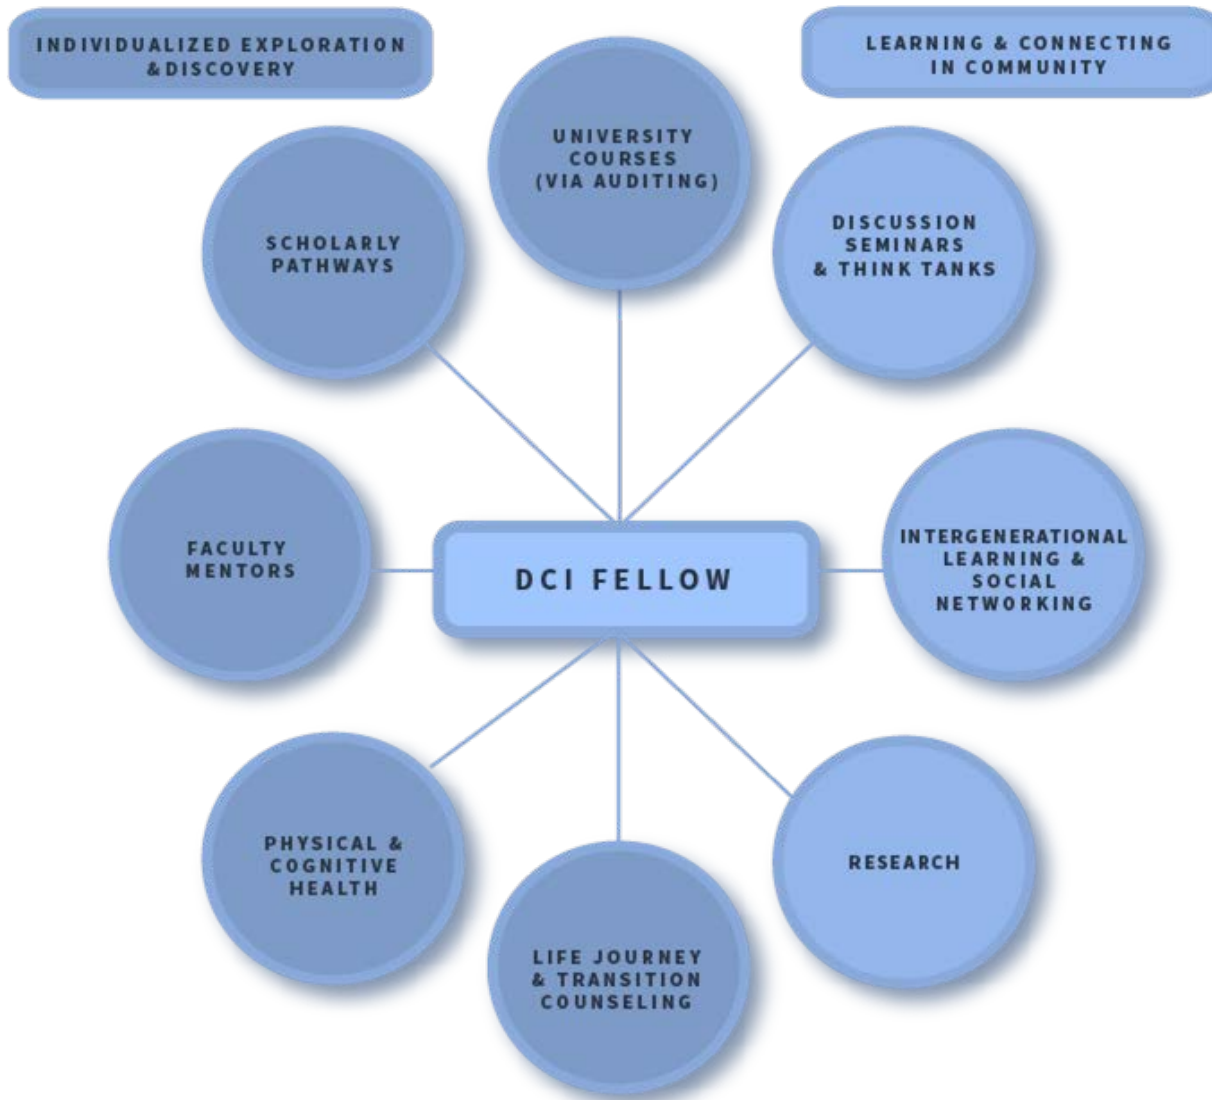 INDIVIDUALIZED EXPLORATION
&DISCOVERY
LEARNING & CONNECTING
IN COMMUNITY
UNIVERSITY
COURSES
(VIA AUDITING)
SCHOLARLY
PATHWAYS
DISCUSSION
SEMINARS
& THINK TANKS
FACULTY
MENTORS
DCI FELLOW
INTERGENERATIONAL
LEARNING &
SOCIAL
NETWORKING
PHYSICAL &
COGNITIVE
HEALTH
LIFE JOURNEY
& TRANSITION
COUNSELING
RESEARCH